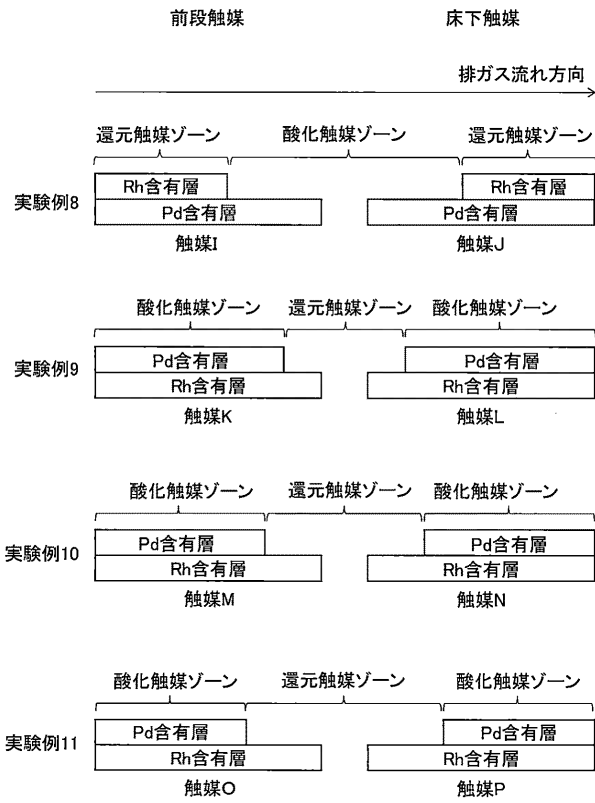 前段触媒 床下触媒
排ガス流れ方向
還元触媒ゾーン 酸化触媒ゾーン 還元触媒ゾーン
実験例8
Rh含有層 Rh含有層
Pd含有層 Pd含有層
触媒I 触媒J
酸化触媒ゾーン 還元触媒ゾーン 酸化触媒ゾーン
実験例9
Pd含有層 Pd含有層
Rh含有層 Rh含有層
触媒K 触媒L
酸化触媒ゾーン 還元触媒ゾーン 酸化触媒ゾーン
実験例10
Pd含有層 Pd含有層
Rh含有層 Rh含有層
触媒M 触媒N
酸化触媒ゾーン 還元触媒ゾーン 酸化触媒ゾーン
実験例11
Pd含有層 Pd含有層
Rh含有層 Rh含有層
触媒O 触媒P